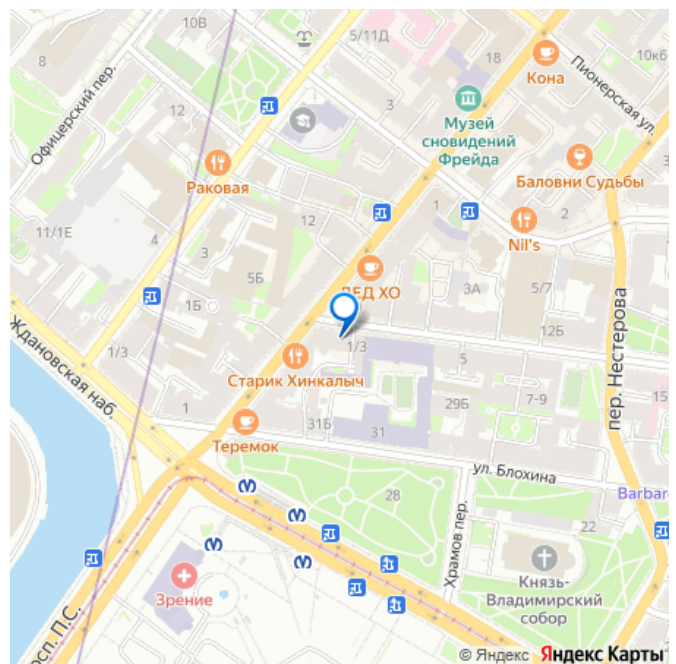 10В
5/11Д
18
Кона
10к6
Пионерская ул.
Офицерский пер.
12
3
Музей
сновидений
Фрейда
Раковая
Баловни Судьбы
12
1
2
Nil's
11/1Е
4
3
5Б
ДЕД ХО
3А
5/7
1Б
12Б
Ждановская наб.
1/3
1/3
5
Старик Хинкалыч
пер. Нестерова
7-9
29Б
15
1
31Б
31
Теремок
ул. Блохина
28
Barbar
22
Храмов пер.
Зрение
Князь-
Владимирский
собор
росп. П.С.
© Яндекс Яндекс Карты